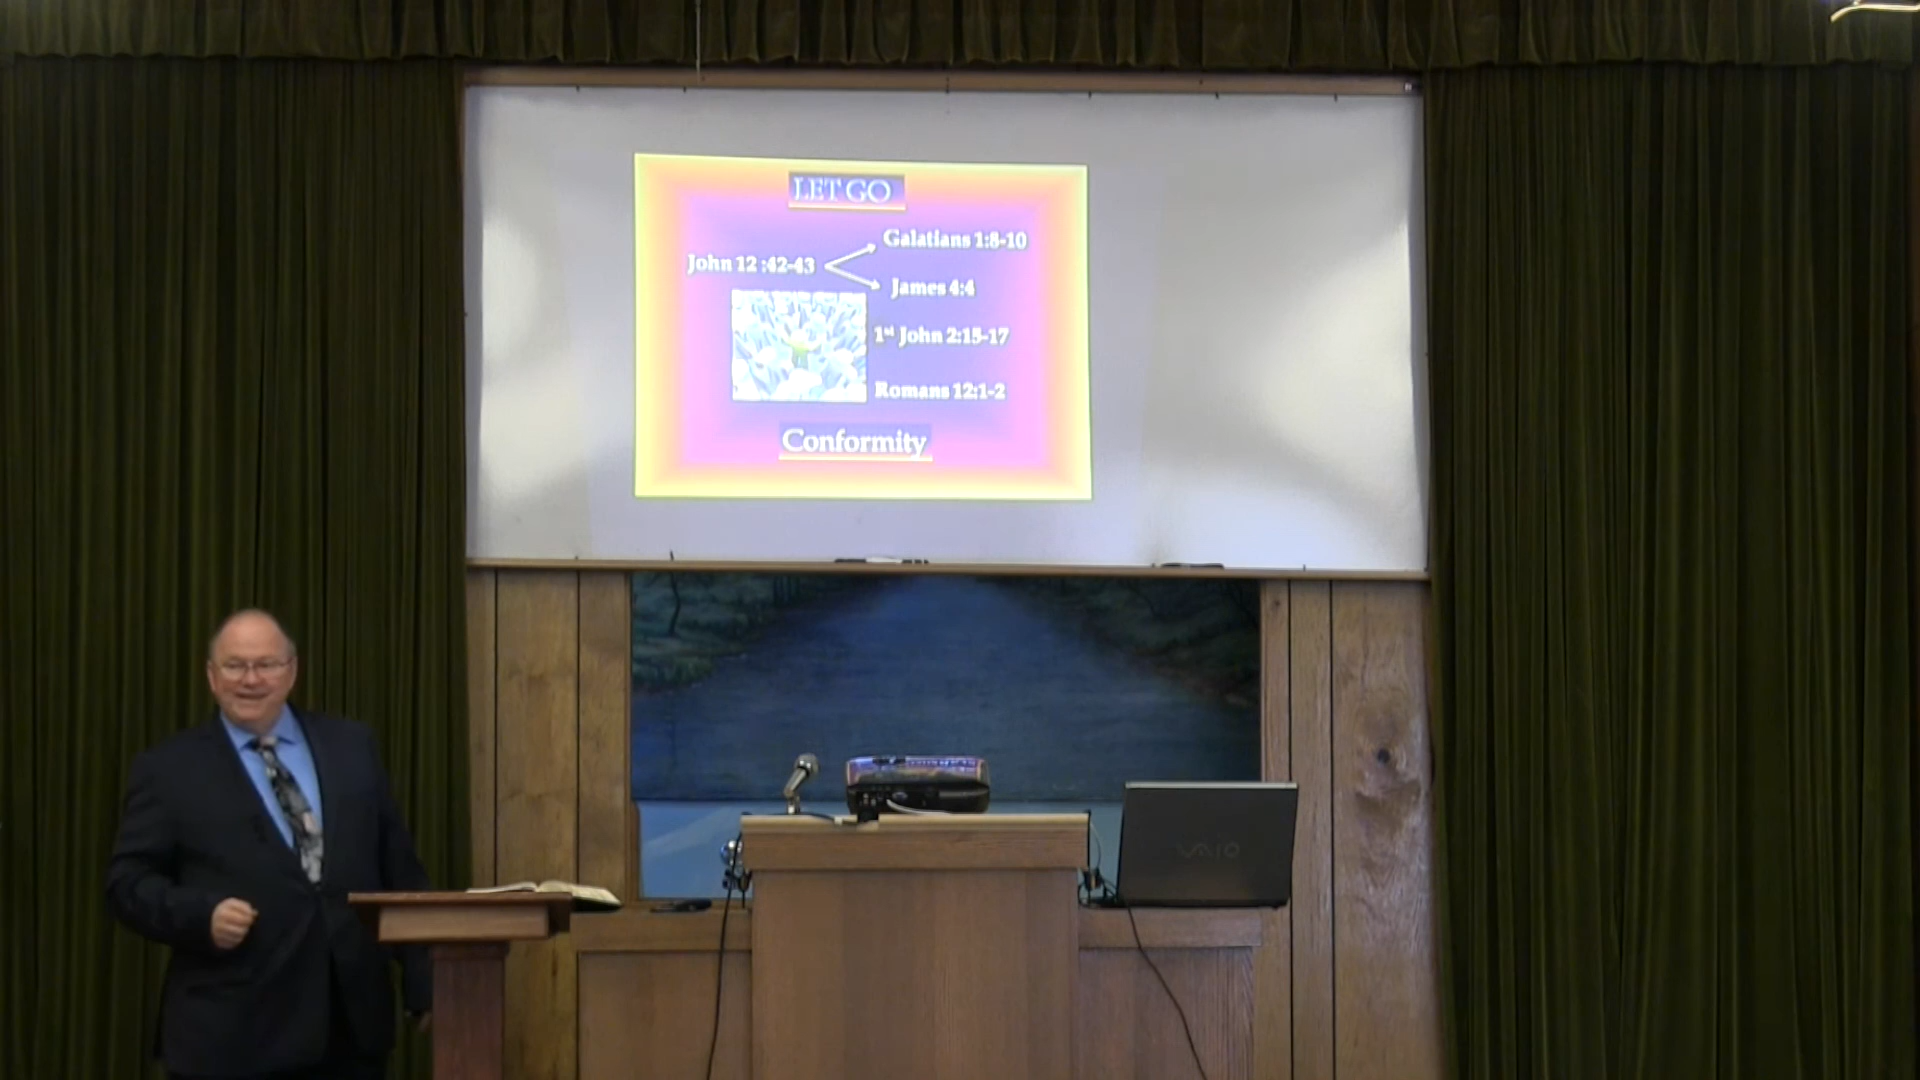 LET GO
Galatians 1:8-10
John 12 :42-43
James 4:4
1st John 2:15-17
Romans 12:1-2
Conformity
VAIO